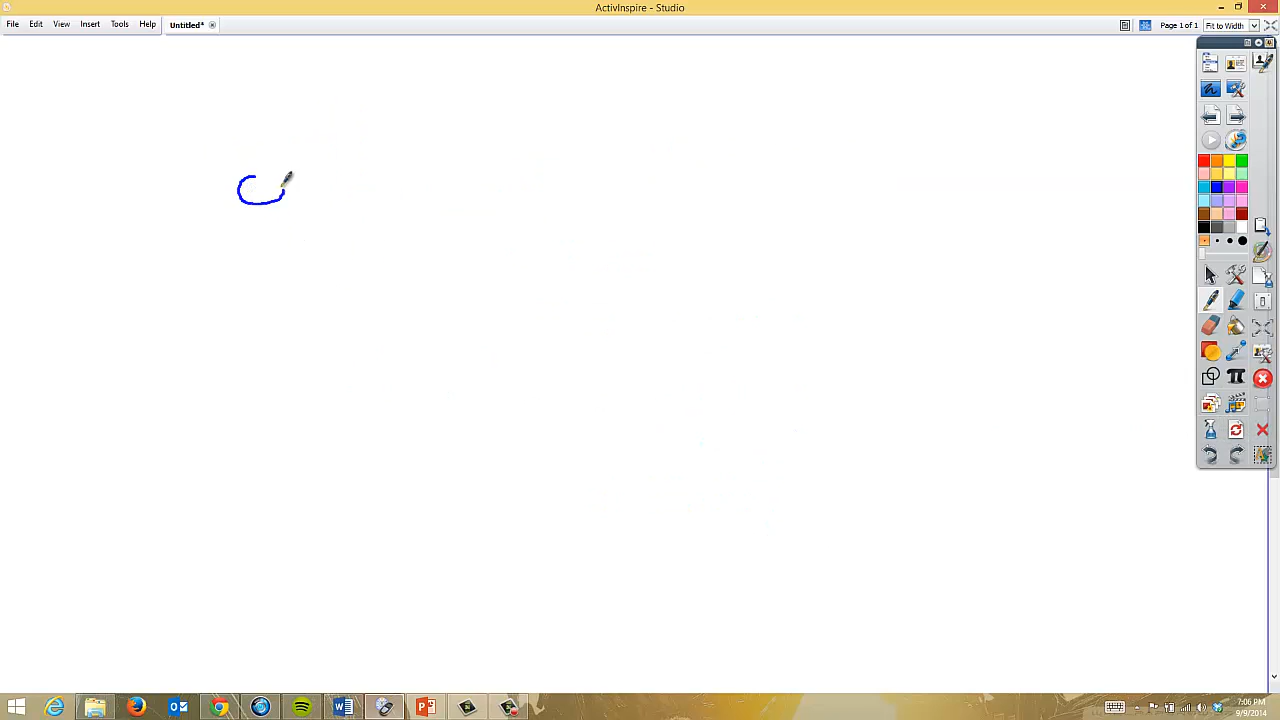 ActivInspire - Studio
File Edit View Insert Tools Help Untitled* Page 1 of 1 Fit to Width
7:06 PM
9/9/2014